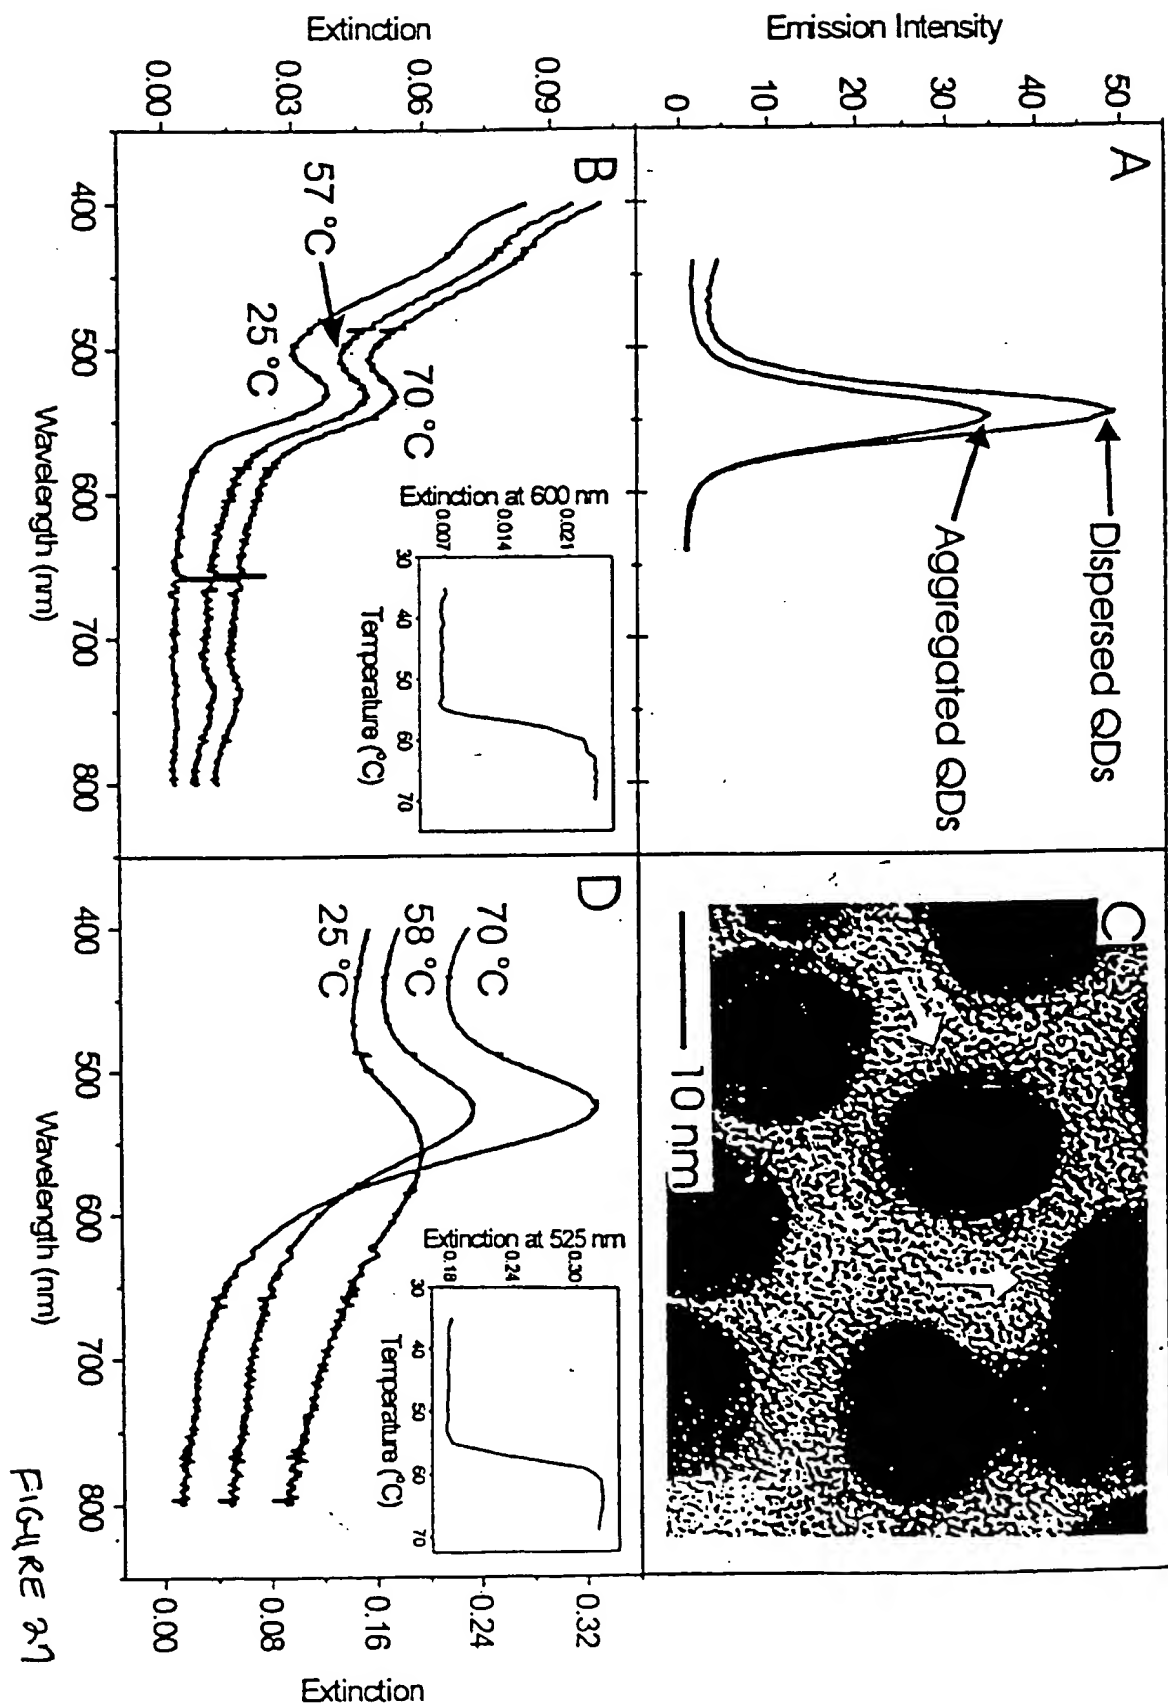 A
Emission Intensity
50
40
30
20
10
0
Dispersed QDs
Aggregated QDs
C
10 nm
B
Extinction
0.09
0.06
0.03
0.00
57 °C
25 °C
70 °C
400
500
600
700
800
Wavelength (nm)
Extinction at 600 nm
0.021
0.014
0.007
30
40
50
60
70
Temperature (°C)
D
70 °C
58 °C
25 °C
400
500
600
700
800
Wavelength (nm)
Extinction at 525 nm
0.30
0.24
0.18
30
40
50
60
70
Temperature (°C)
0.32
0.24
0.16
0.08
0.00
Extinction
FIGURE 27